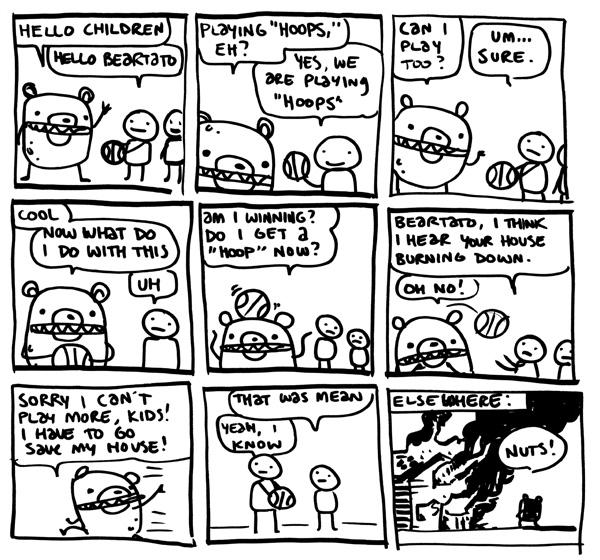 HELLO CHILDREN
HELLO BEARTATO
PLAYING "HOOPS,"
EH?
YES, WE
ARE PLAYING
"HOOPS"
CAN I
PLAY
TOO?
UM...
SURE.
COOL
NOW WHAT DO
I DO WITH THIS
UH
AM I WINNING?
DO I GET A
"HOOP" NOW?
BEARTATO, I THINK
I HEAR YOUR HOUSE
BURNING DOWN.
OH NO!
SORRY I CAN'T
PLAY MORE, KIDS!
I HAVE TO GO
SAVE MY HOUSE!
THAT WAS MEAN
YEAH, I
KNOW
ELSEWHERE:
NUTS!